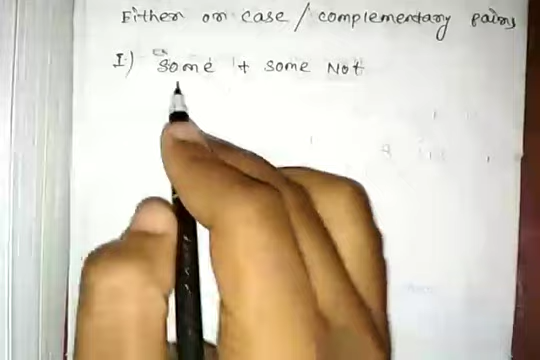 Either or case / complementary pairs
I) some + some Not